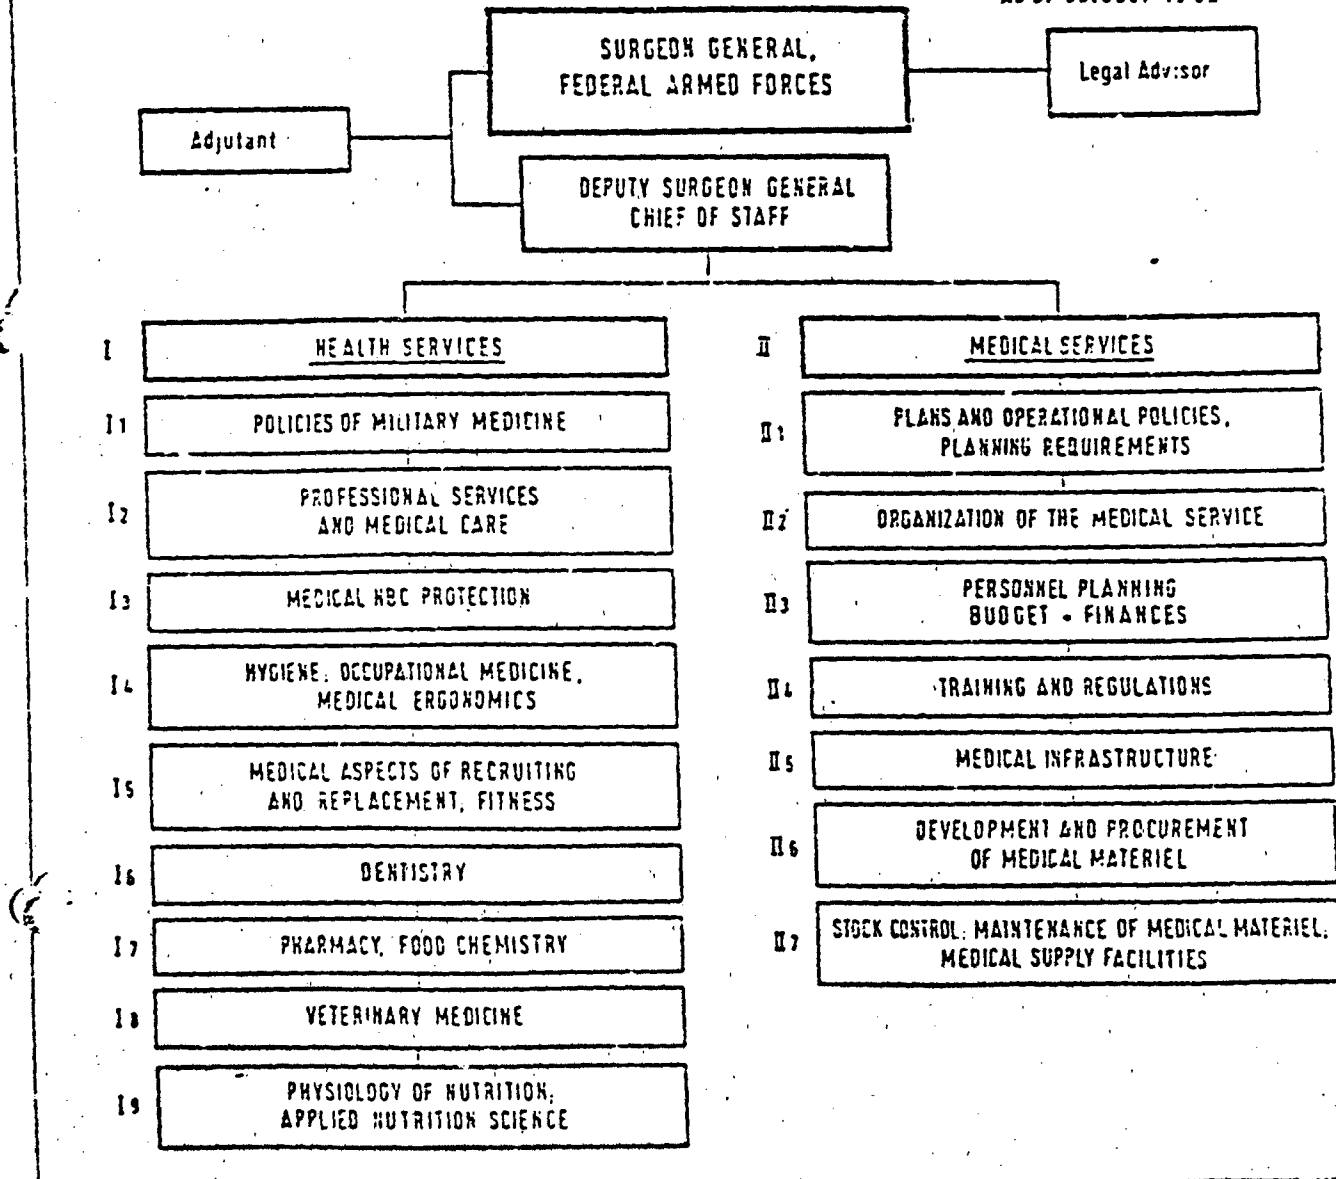 SURGEON GENERAL,
FEDERAL ARMED FORCES
Legal Advisor
Adjutant
DEPUTY SURGEON GENERAL
CHIEF OF STAFF
I HEALTH SERVICES
I1 POLICIES OF MILITARY MEDICINE
I2 PROFESSIONAL SERVICES
AND MEDICAL CARE
I3 MEDICAL NBC PROTECTION
I4 HYGIENE; OCCUPATIONAL MEDICINE,
MEDICAL ERGONOMICS
I5 MEDICAL ASPECTS OF RECRUITING
AND REPLACEMENT, FITNESS
I6 DENTISTRY
I7 PHARMACY, FOOD CHEMISTRY
I8 VETERINARY MEDICINE
I9 PHYSIOLOGY OF NUTRITION;
APPLIED NUTRITION SCIENCE
II MEDICAL SERVICES
II1 PLANS AND OPERATIONAL POLICIES,
PLANNING REQUIREMENTS
II2 ORGANIZATION OF THE MEDICAL SERVICE
II3 PERSONNEL PLANNING
BUDGET • FINANCES
II4 TRAINING AND REGULATIONS
II5 MEDICAL INFRASTRUCTURE
II6 DEVELOPMENT AND PROCUREMENT
OF MEDICAL MATERIEL
II7 STOCK CONTROL; MAINTENANCE OF MEDICAL MATERIEL;
MEDICAL SUPPLY FACILITIES